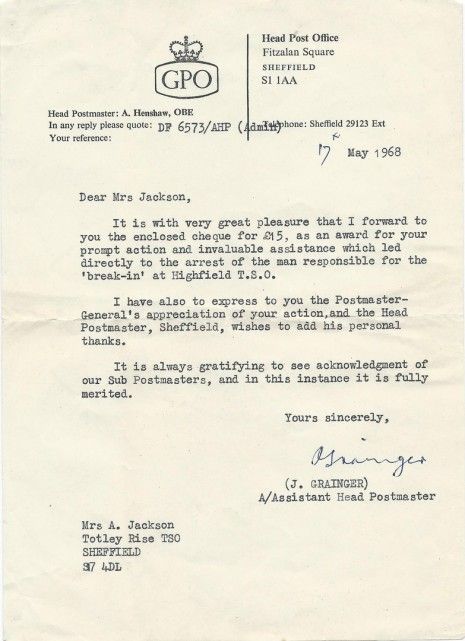 GPO
Head Post Office
Fitzalan Square
SHEFFIELD
S1 1AA
Head Postmaster: A. Henshaw, OBE
In any reply please quote: DF 6573/AHP (Admin)
Telephone: Sheffield 29123 Ext
Your reference:
17 May 1968
Dear Mrs Jackson,
It is with very great pleasure that I forward to
you the enclosed cheque for £15, as an award for your
prompt action and invaluable assistance which led
directly to the arrest of the man responsible for the
'break-in' at Highfield T.S.O.
I have also to express to you the Postmaster-
General's appreciation of your action,and the Head
Postmaster, Sheffield, wishes to add his personal
thanks.
It is always gratifying to see acknowledgment of
our Sub Postmasters, and in this instance it is fully
merited.
Yours sincerely,
JGrainger
(J. GRAINGER)
A/Assistant Head Postmaster
Mrs A. Jackson
Totley Rise TSO
SHEFFIELD
S17 4DL